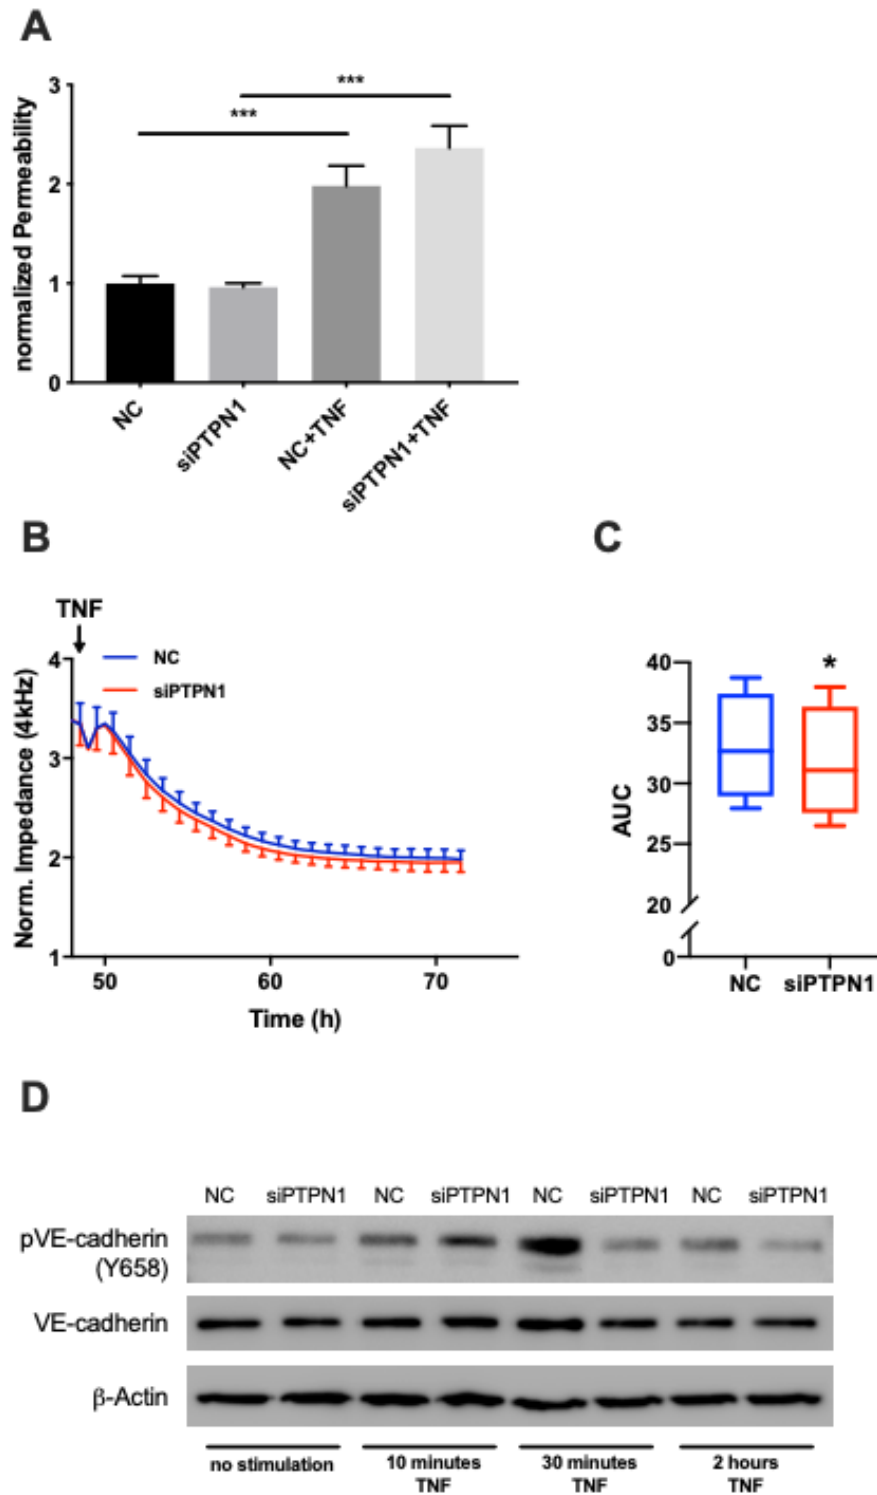 A
normalized Permeability
3
2
1
0
***
***
NC
siPTPN1
NC+TNF
siPTPN1+TNF
B
TNF
NC
siPTPN1
Norm. Impedance (4kHz)
4
3
2
1
50
60
70
Time (h)
C
AUC
40
35
30
25
20
0
*
NC
siPTPN1
D
NC siPTPN1 NC siPTPN1 NC siPTPN1 NC siPTPN1
pVE-cadherin
(Y658)
VE-cadherin
β-Actin
no stimulation
10 minutes
TNF
30 minutes
TNF
2 hours
TNF